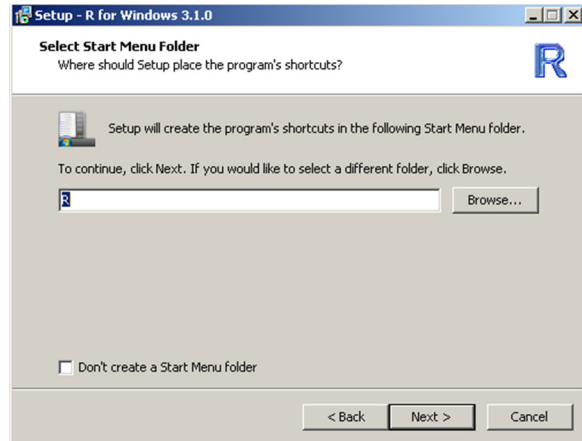 Setup - R for Windows 3.1.0
Select Start Menu Folder
Where should Setup place the program's shortcuts?
R
Setup will create the program's shortcuts in the following Start Menu folder.
To continue, click Next. If you would like to select a different folder, click Browse.
R
Browse...
Don't create a Start Menu folder
< Back
Next >
Cancel